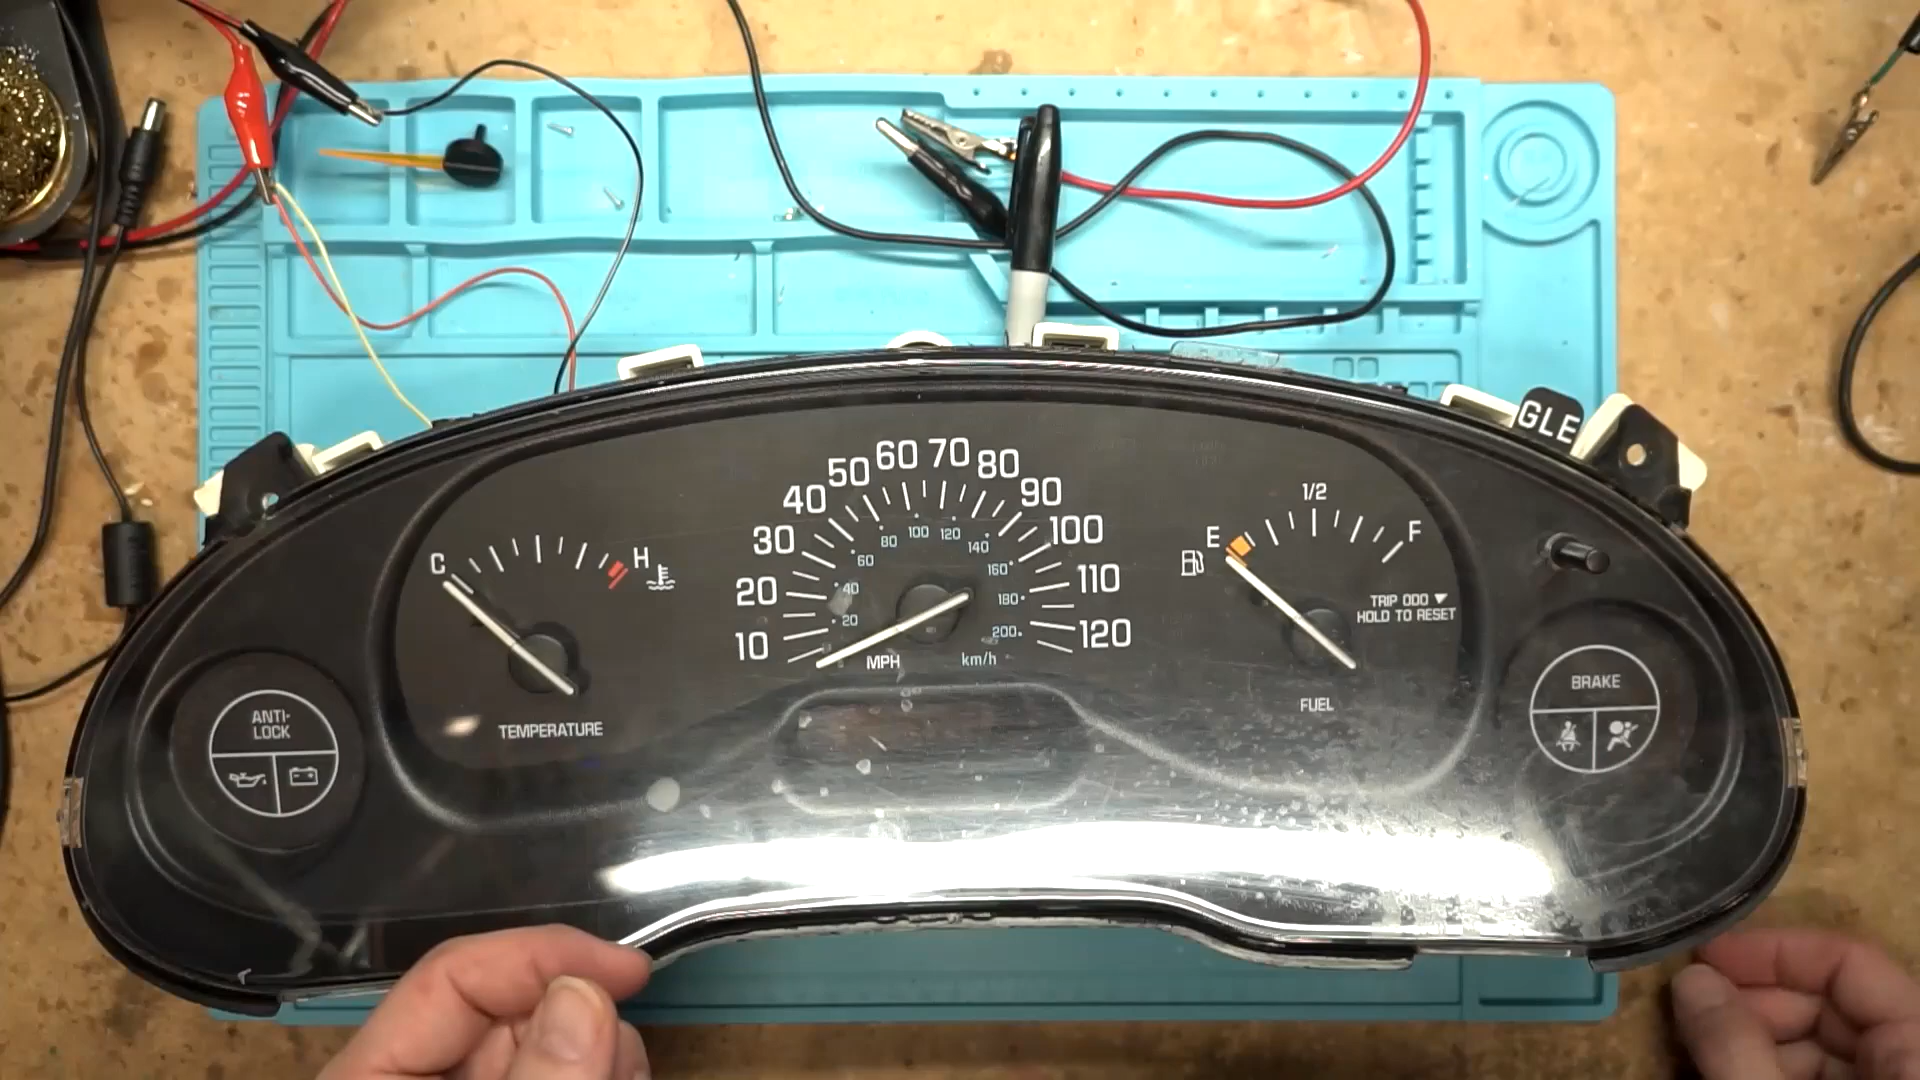 GLE
C
H
TEMPERATURE
10
20
30
40
50
60
70
80
90
100
110
120
20
40
60
80
100
120
140
160
180
200
MPH
km/h
E
1/2
F
TRIP ODO ▼
HOLD TO RESET
FUEL
ANTI-
LOCK
BRAKE